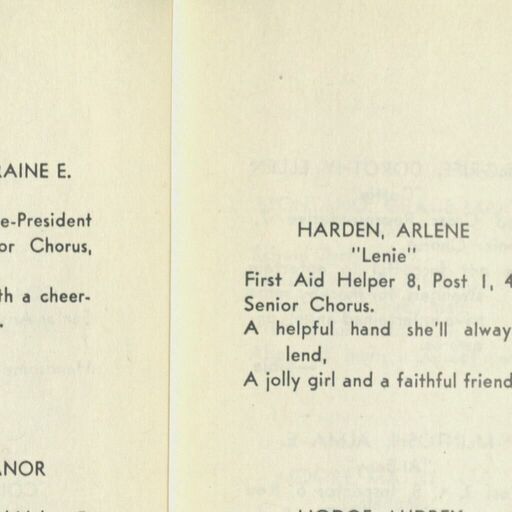 RAINE E.
e-President
or Chorus,
th a cheer-
ANOR
HARDEN, ARLENE
"Lenie"
First Aid Helper 8, Post 1, 4
Senior Chorus.
A helpful hand she'll alway
lend,
A jolly girl and a faithful friend